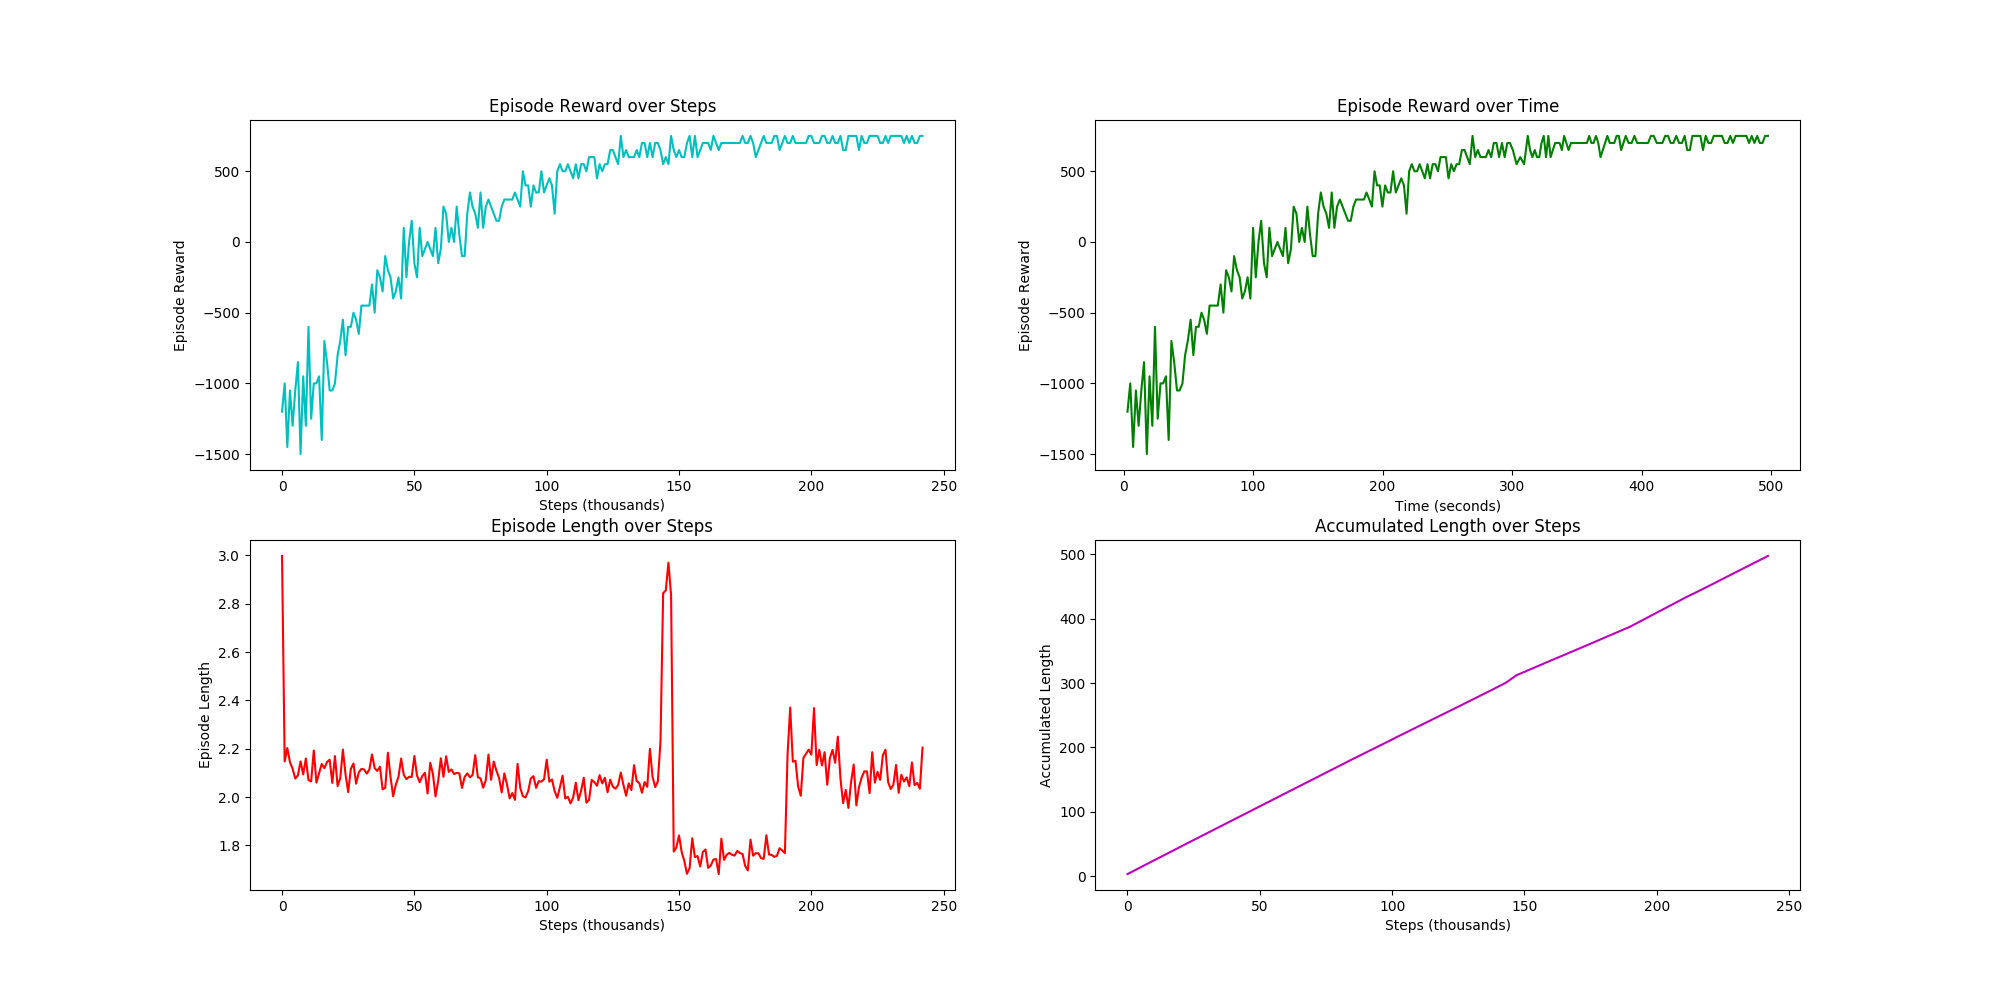 Episode Reward over Steps
Episode Reward
500
0
−500
−1000
−1500
0 50 100 150 200 250
Steps (thousands)
Episode Reward over Time
Episode Reward
500
0
−500
−1000
−1500
0 100 200 300 400 500
Time (seconds)
Episode Length over Steps
Episode Length
3.0
2.8
2.6
2.4
2.2
2.0
1.8
0 50 100 150 200 250
Steps (thousands)
Accumulated Length over Steps
Accumulated Length
500
400
300
200
100
0
0 50 100 150 200 250
Steps (thousands)